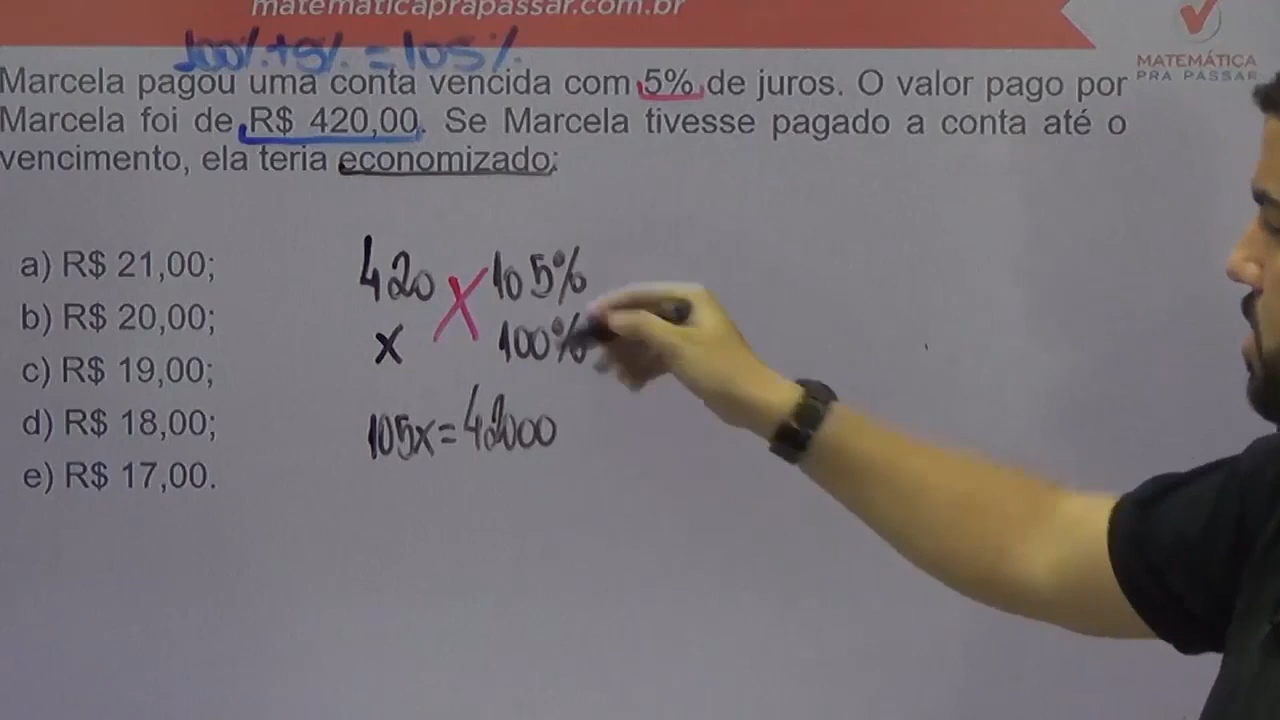 matematicaprapassar.com.br
MATEMÁTICA
PRA PASSAR
100%+5% = 105%
Marcela pagou uma conta vencida com 5% de juros. O valor pago por
Marcela foi de R$ 420,00. Se Marcela tivesse pagado a conta até o
vencimento, ela teria economizado:
a) R$ 21,00;
b) R$ 20,00;
c) R$ 19,00;
d) R$ 18,00;
e) R$ 17,00.
420 105%
x 100%
105x=42000